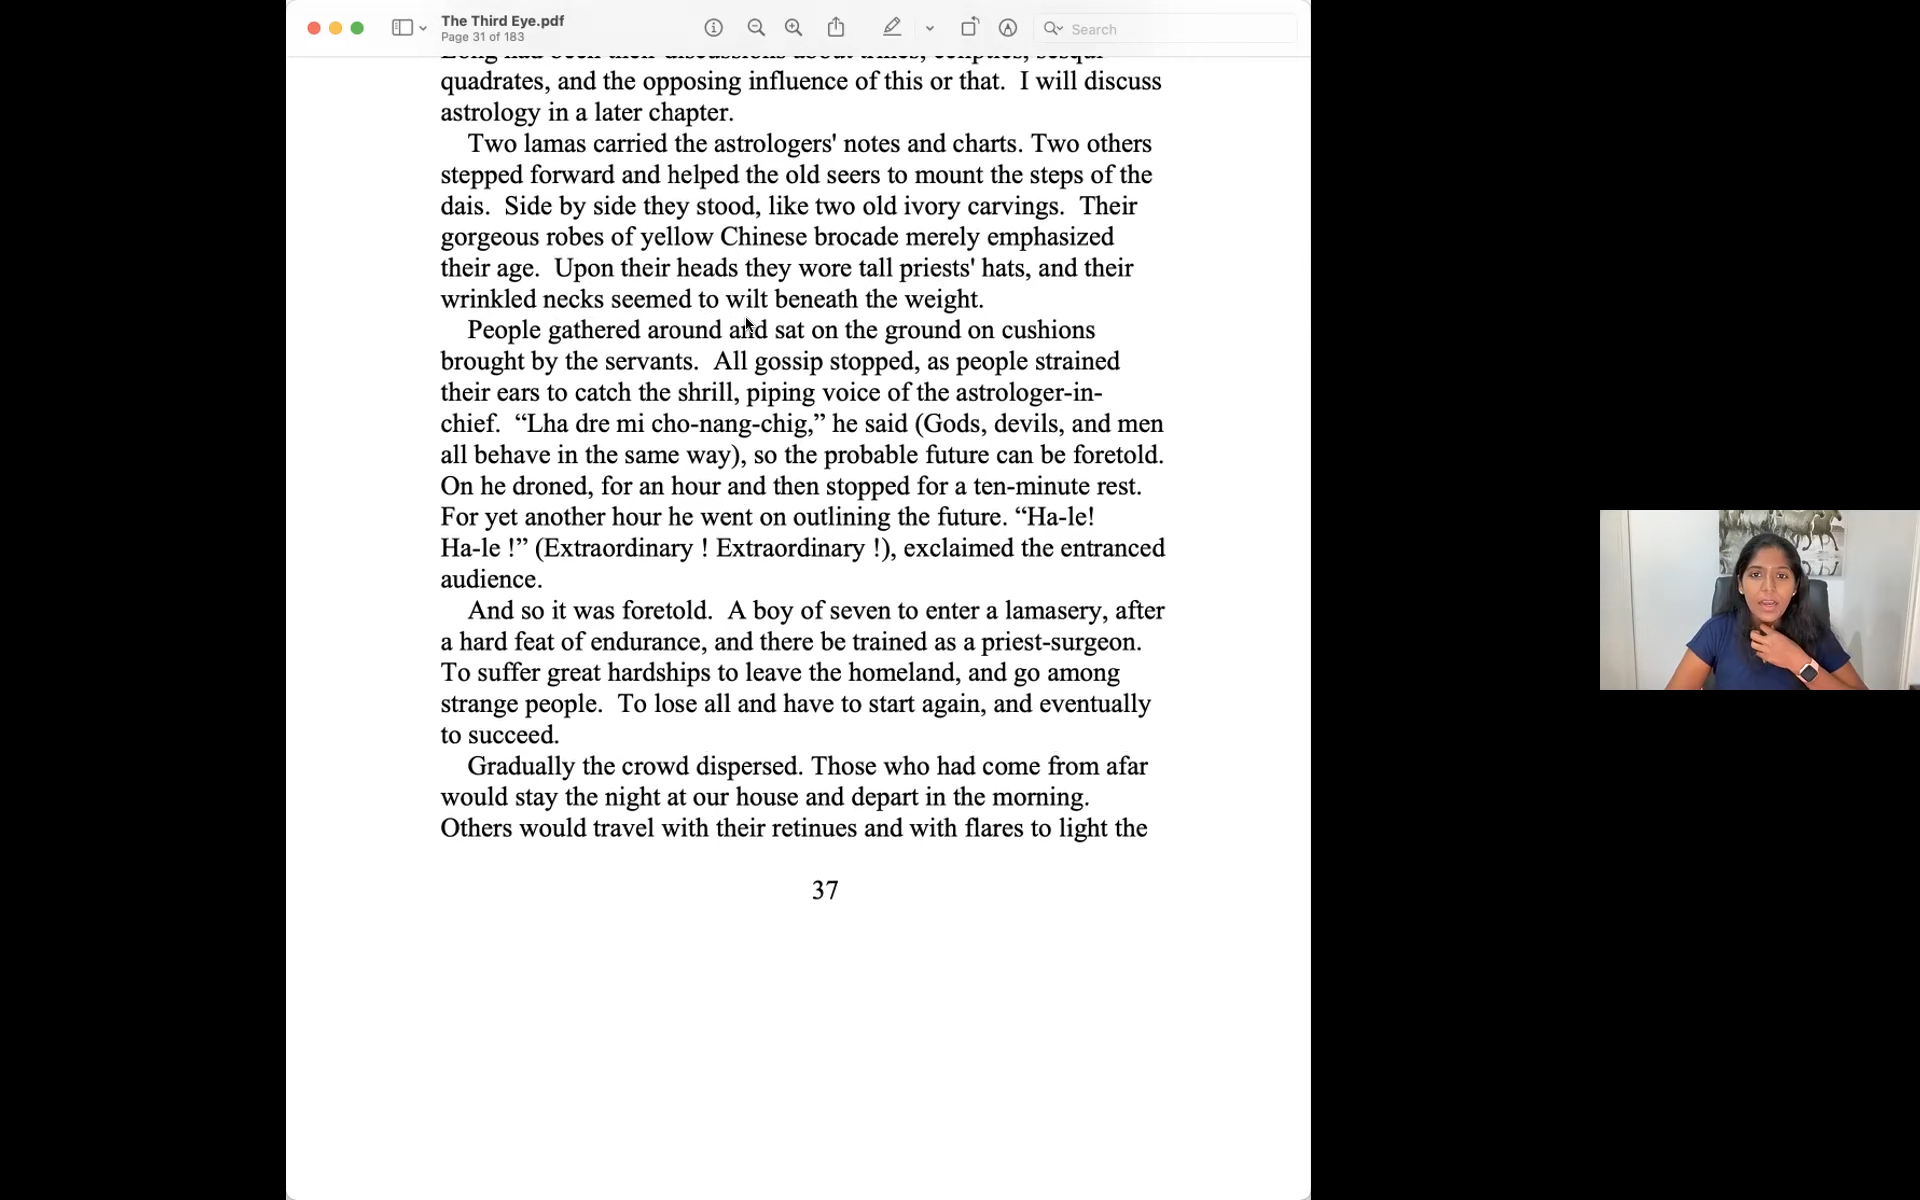 The Third Eye.pdf
Page 31 of 183
Search
Long had been their discussions about trines, ecliptics, sesqui-
quadrates, and the opposing influence of this or that.  I will discuss
astrology in a later chapter.
Two lamas carried the astrologers' notes and charts. Two others
stepped forward and helped the old seers to mount the steps of the
dais.  Side by side they stood, like two old ivory carvings.  Their
gorgeous robes of yellow Chinese brocade merely emphasized
their age.  Upon their heads they wore tall priests' hats, and their
wrinkled necks seemed to wilt beneath the weight.
People gathered around and sat on the ground on cushions
brought by the servants.  All gossip stopped, as people strained
their ears to catch the shrill, piping voice of the astrologer-in-
chief.  “Lha dre mi cho-nang-chig,” he said (Gods, devils, and men
all behave in the same way), so the probable future can be foretold.
On he droned, for an hour and then stopped for a ten-minute rest.
For yet another hour he went on outlining the future. “Ha-le!
Ha-le !” (Extraordinary ! Extraordinary !), exclaimed the entranced
audience.
And so it was foretold.  A boy of seven to enter a lamasery, after
a hard feat of endurance, and there be trained as a priest-surgeon.
To suffer great hardships to leave the homeland, and go among
strange people.  To lose all and have to start again, and eventually
to succeed.
Gradually the crowd dispersed. Those who had come from afar
would stay the night at our house and depart in the morning.
Others would travel with their retinues and with flares to light the
37